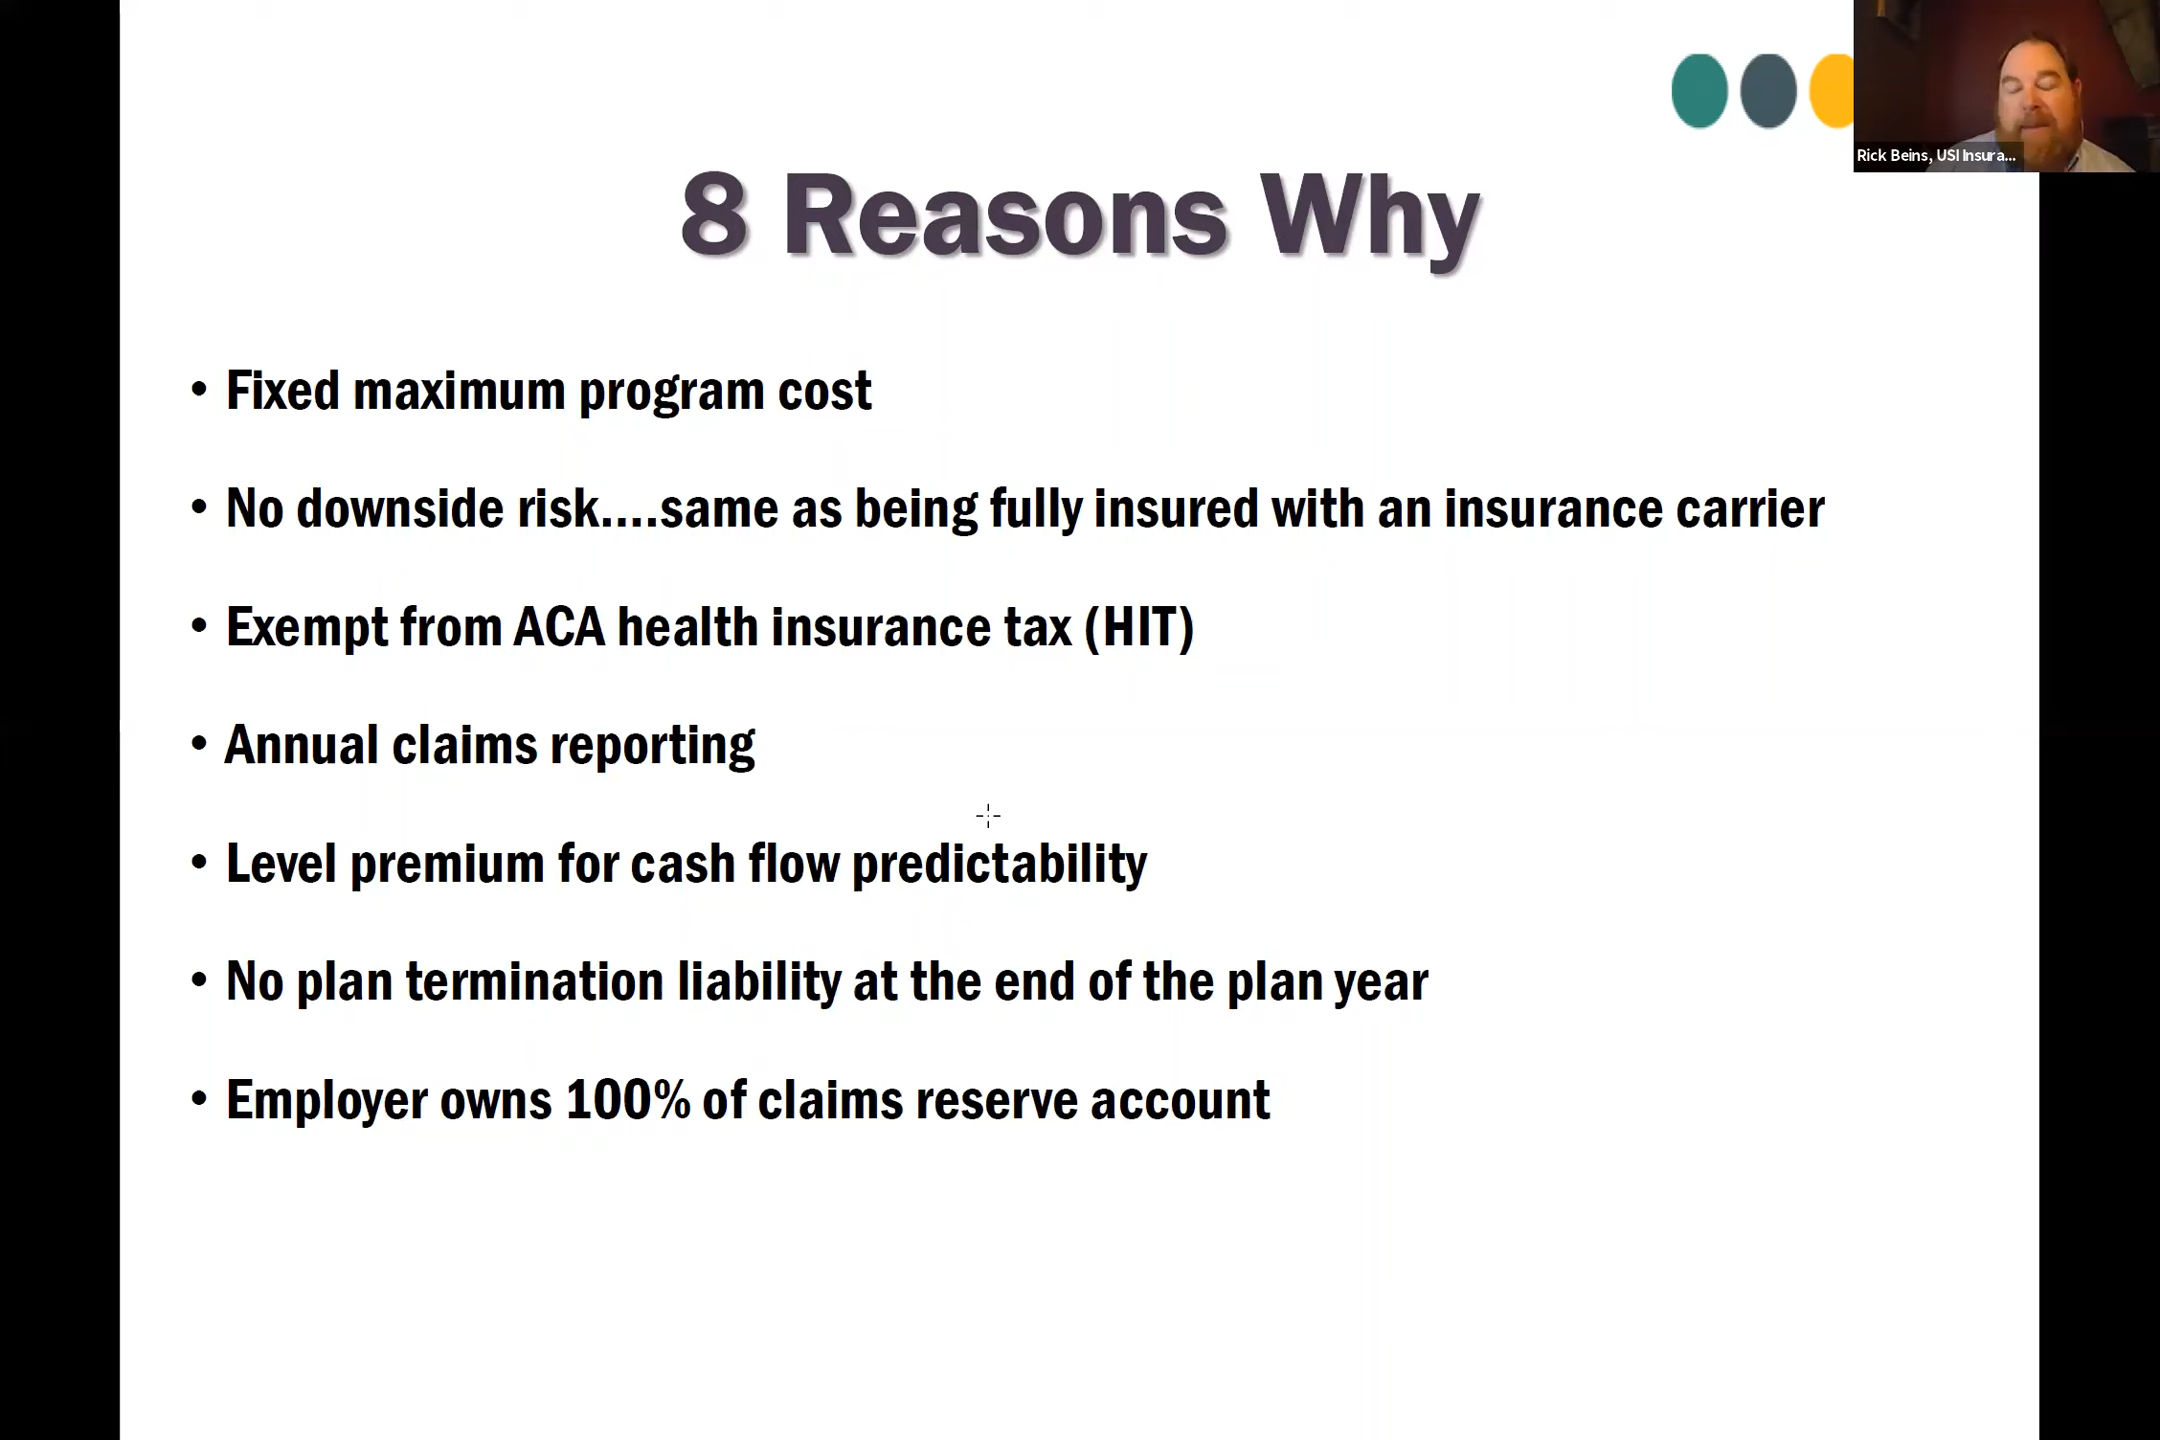 Rick Beins, USI Insura...
8 Reasons Why
• Fixed maximum program cost
• No downside risk....same as being fully insured with an insurance carrier
• Exempt from ACA health insurance tax (HIT)
• Annual claims reporting
• Level premium for cash flow predictability
• No plan termination liability at the end of the plan year
• Employer owns 100% of claims reserve account